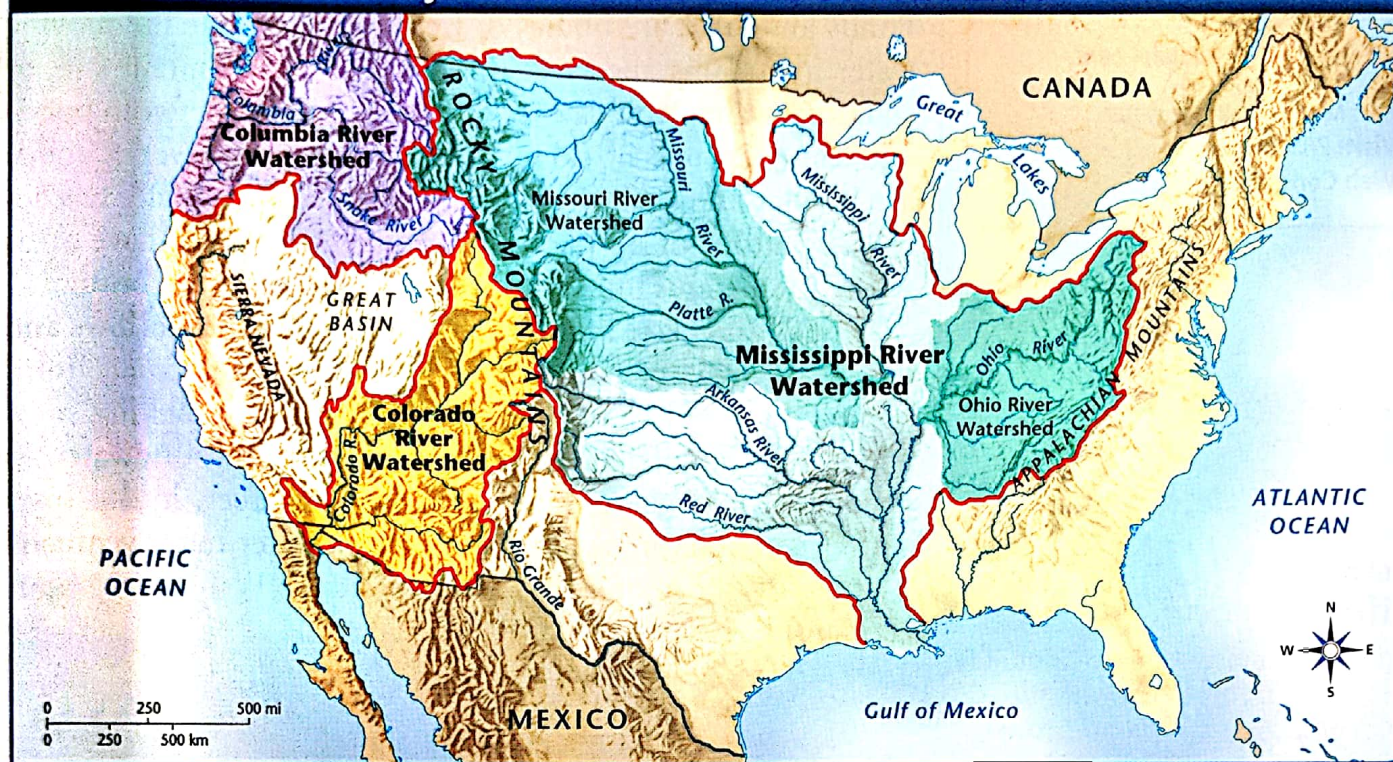 CANADA
Columbia
River
Columbia River
Watershed
Snake River
ROCKY MOUNTAINS
Missouri River
Watershed
Missouri
River
Platte R.
Mississippi
River
Great
Lakes
SIERRA NEVADA
GREAT
BASIN
Mississippi River
Watershed
Ohio
River
Ohio River
Watershed
APPALACHIAN MOUNTAINS
Colorado
River
Watershed
Colorado R.
Arkansas River
Red River
Rio Grande
ATLANTIC
OCEAN
PACIFIC
OCEAN
MEXICO
Gulf of Mexico
N
W
E
S
0 250 500 mi
0 250 500 km